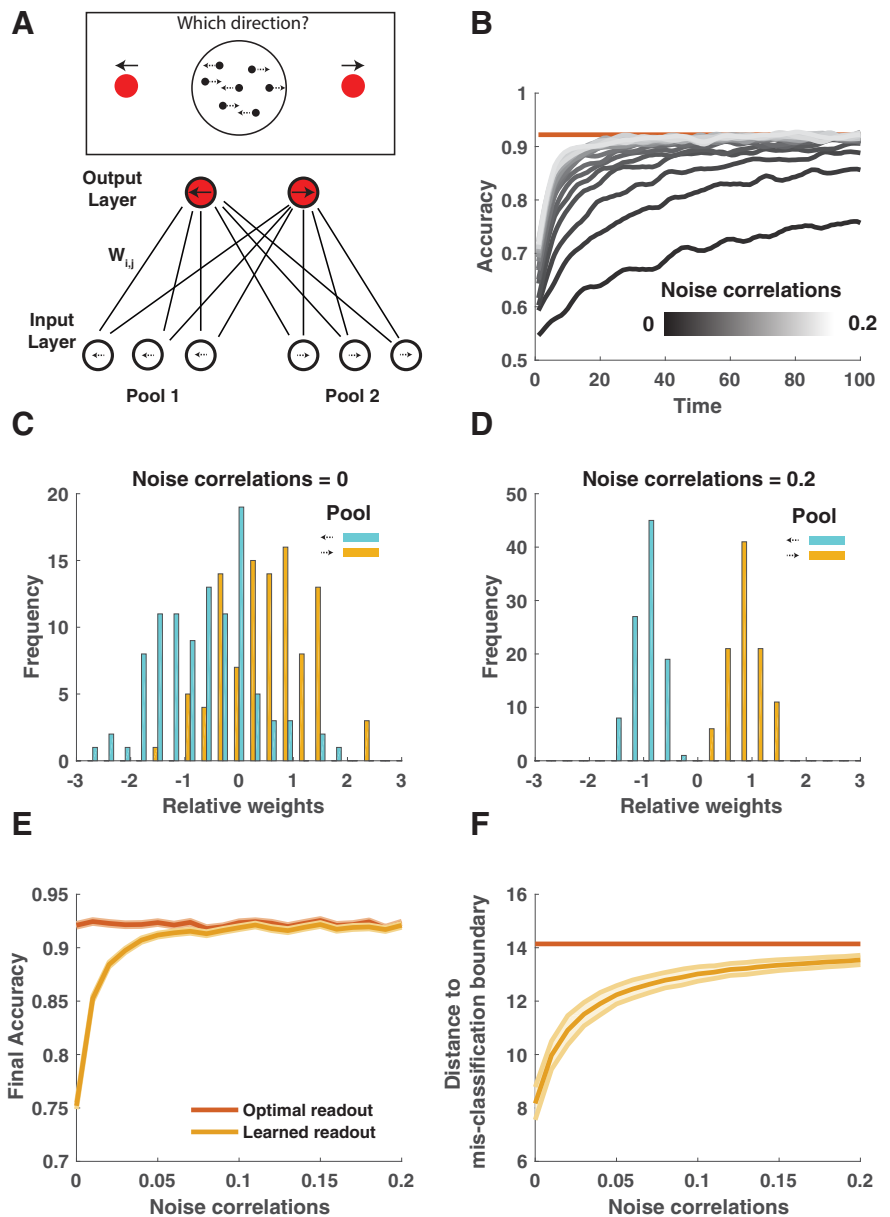 A
Which direction?
Output
Layer
W i,j
Input
Layer
Pool 1
Pool 2
B
Accuracy
1
0.9
0.8
0.7
0.6
0.5
Noise correlations
0
0.2
0
20
40
60
80
100
Time
C
Noise correlations = 0
Pool
Frequency
20
15
10
5
0
-3
-2
-1
0
1
2
3
Relative weights
D
Noise correlations = 0.2
Pool
Frequency
50
40
30
20
10
0
-3
-2
-1
0
1
2
3
Relative weights
E
Final Accuracy
0.95
0.9
0.85
0.8
0.75
0.7
Optimal readout
Learned readout
0
0.05
0.1
0.15
0.2
Noise correlations
F
Distance to
mis-classification boundary
16
14
12
10
8
6
0
0.05
0.1
0.15
0.2
Noise correlations